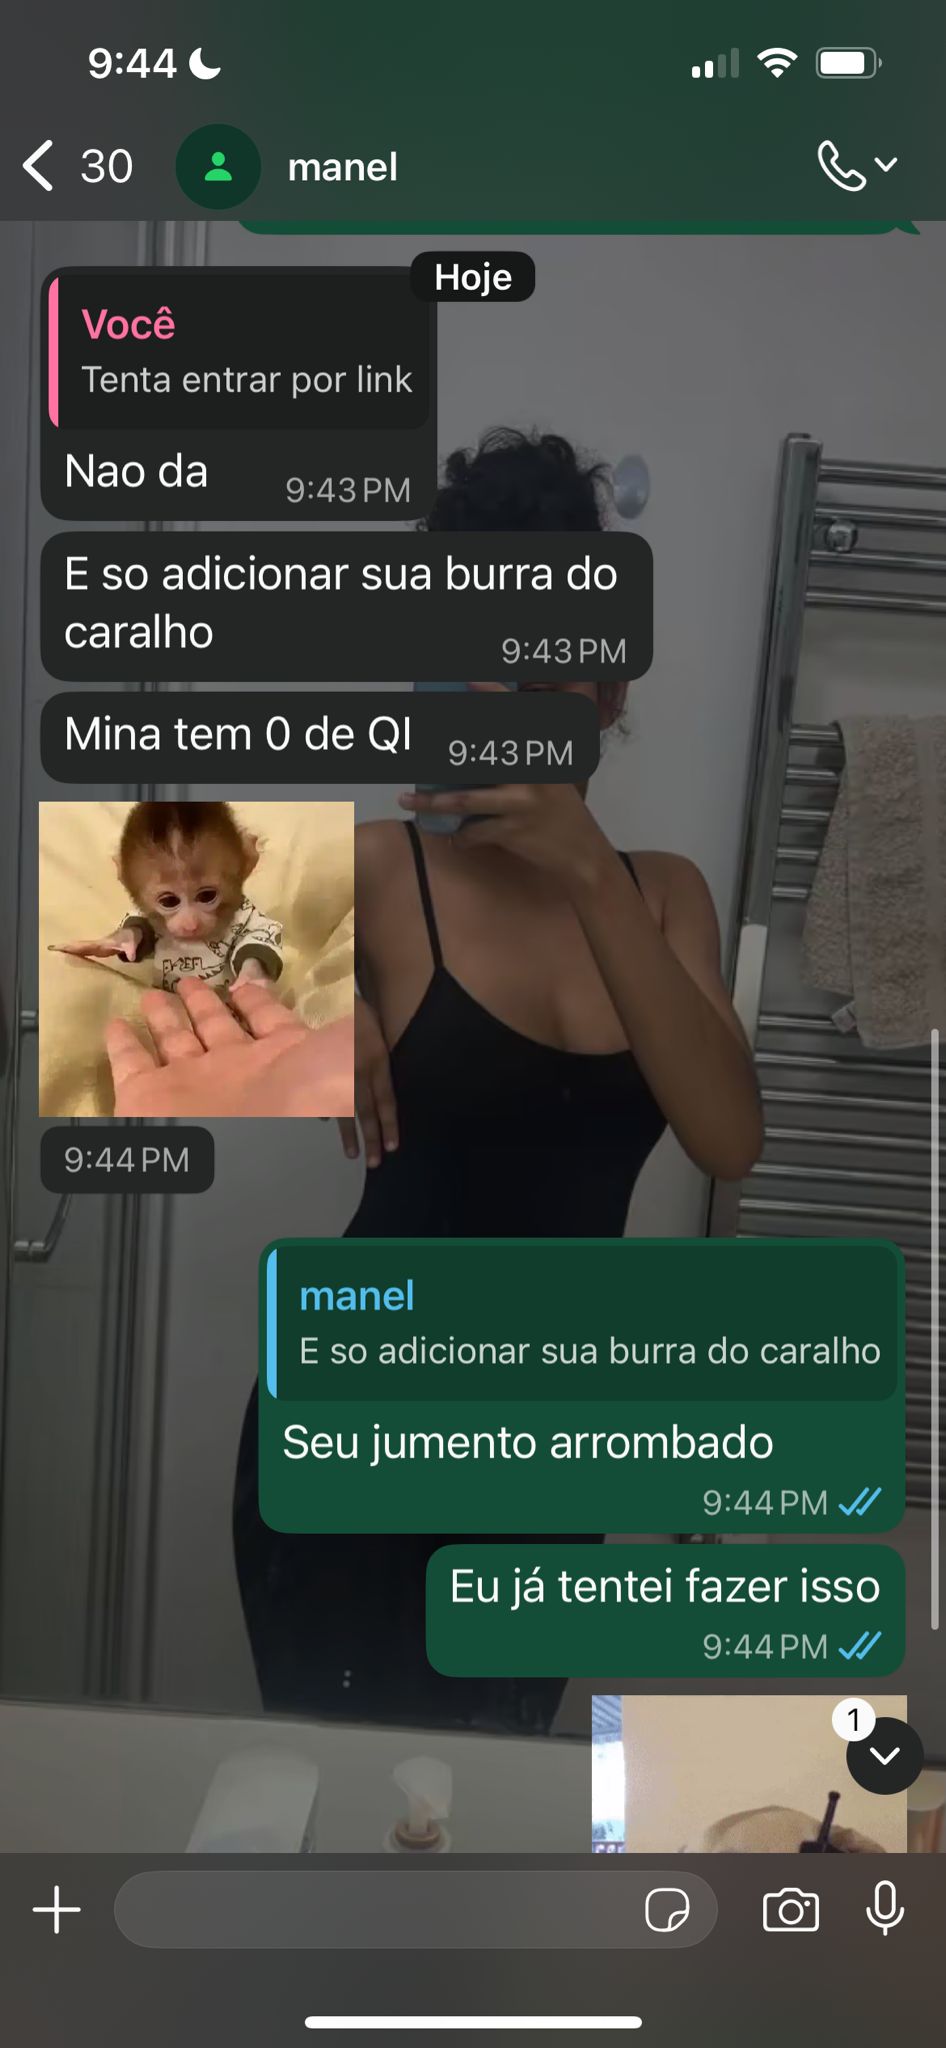 9:44
30
manel
Hoje
Você
Tenta entrar por link
Nao da
9:43 PM
E so adicionar sua burra do
caralho
9:43 PM
Mina tem 0 de QI
9:43 PM
9:44 PM
manel
E so adicionar sua burra do caralho
Seu jumento arrombado
9:44 PM
Eu já tentei fazer isso
9:44 PM
1